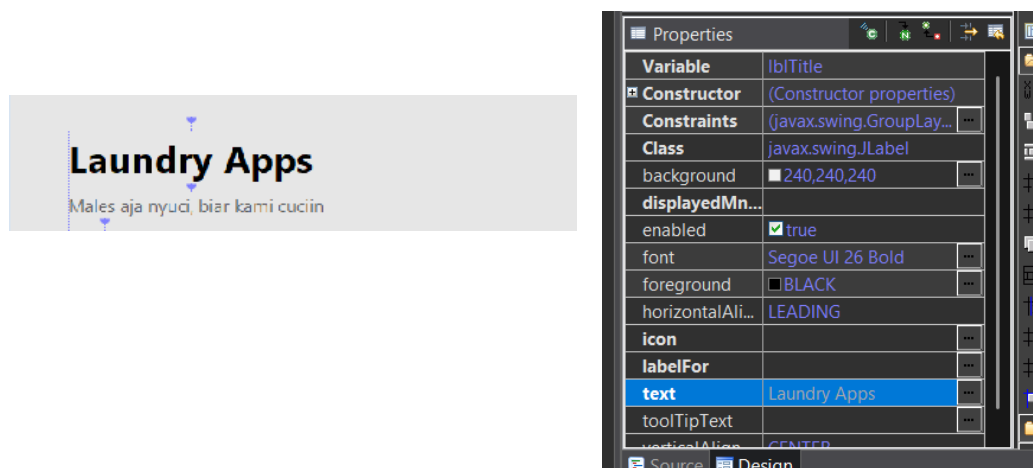 Laundry Apps
Males aja nyuci, biar kami cuciin
Properties
Variable lblTitle
Constructor (Constructor properties)
Constraints (javax.swing.GroupLay... ...
Class javax.swing.JLabel
background 240,240,240 ...
displayedMn...
enabled true
font Segoe UI 26 Bold ...
foreground BLACK ...
horizontalAli... LEADING
icon ...
labelFor ...
text Laundry Apps ...
toolTipText ...
verticalAlign CENTER
Source Design